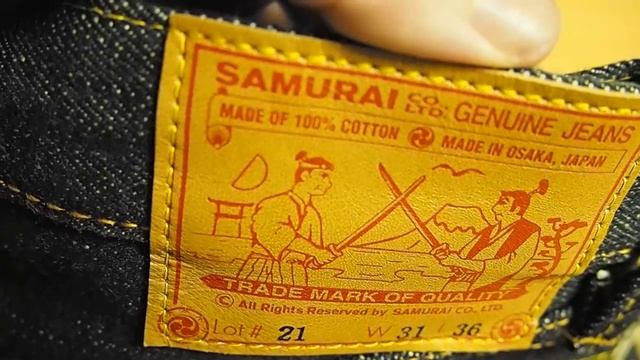 SAMURAI CO. LTD. GENUINE JEANS
MADE OF 100% COTTON MADE IN OSAKA, JAPAN
TRADE MARK OF QUALITY
© All Rights Reserved by SAMURAI CO., LTD.
Lot # 21 W 31 / 36